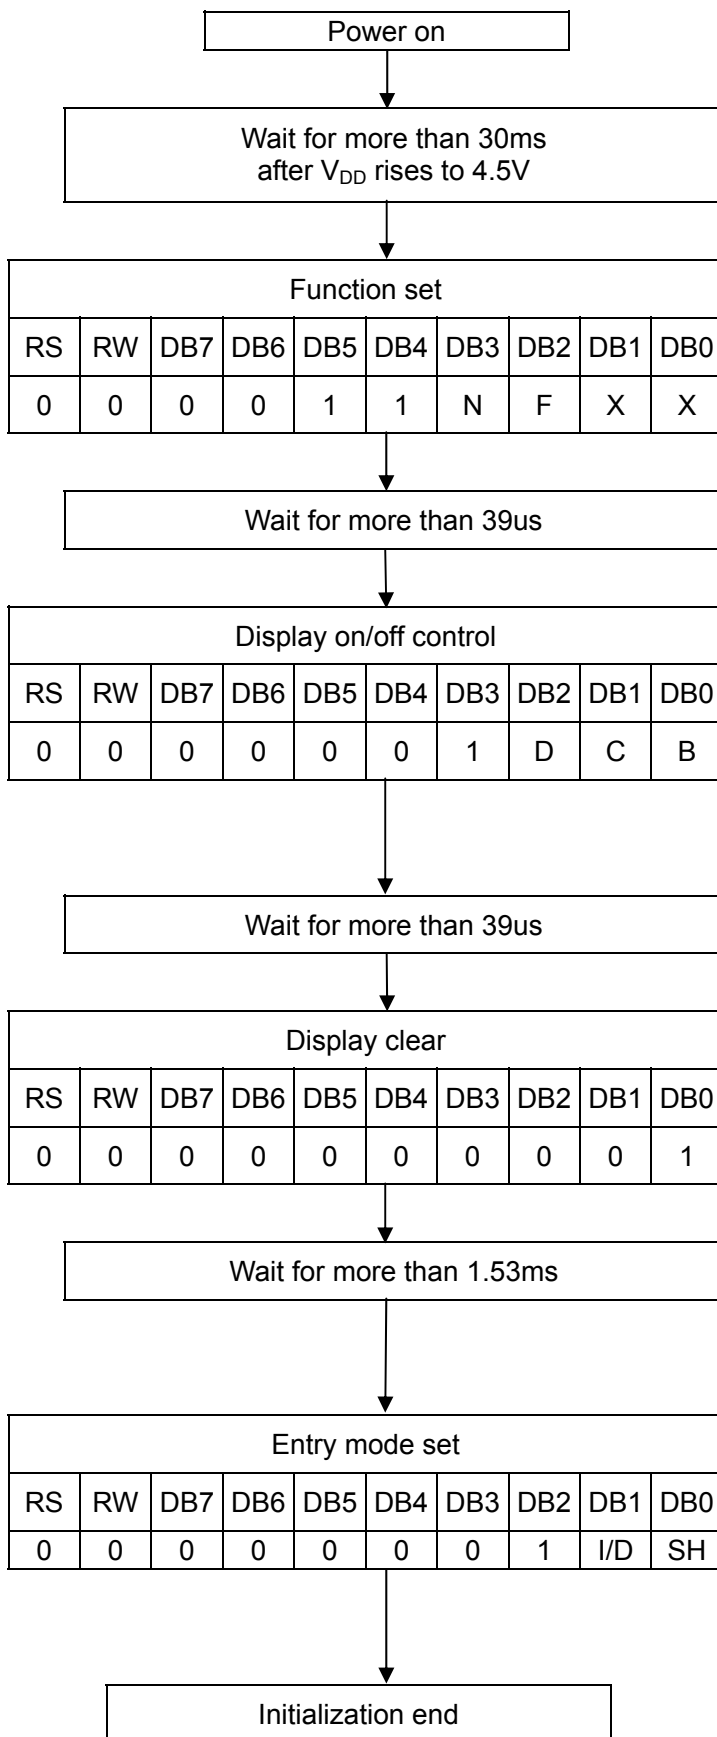 Power on
Wait for more than 30ms
after VDD rises to 4.5V
Function set
RS RW DB7 DB6 DB5 DB4 DB3 DB2 DB1 DB0
0 0 0 0 1 1 N F X X
Wait for more than 39us
Display on/off control
RS RW DB7 DB6 DB5 DB4 DB3 DB2 DB1 DB0
0 0 0 0 0 0 1 D C B
Wait for more than 39us
Display clear
RS RW DB7 DB6 DB5 DB4 DB3 DB2 DB1 DB0
0 0 0 0 0 0 0 0 0 1
Wait for more than 1.53ms
Entry mode set
RS RW DB7 DB6 DB5 DB4 DB3 DB2 DB1 DB0
0 0 0 0 0 0 0 1 I/D SH
Initialization end